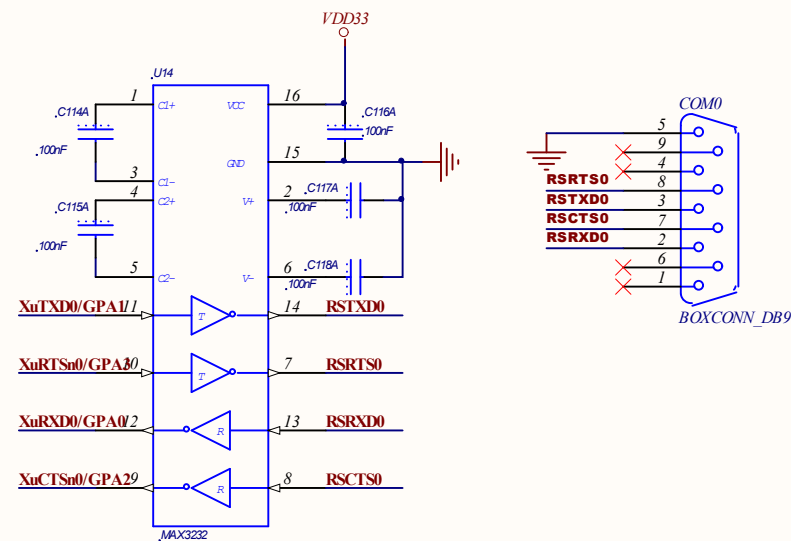 VDD33
.U14
1
C1+
VCC
16
.C114A
.100nF
.C116A
.100nF
GND
15
3
C1-
4
C2+
2
V+
.C117A
.100nF
.C115A
.100nF
5
C2-
6
V-
.C118A
.100nF
XuTXD0/GPA1
11
T
14
RSTXD0
XuRTSn0/GPA3
10
T
7
RSRTS0
XuRXD0/GPA0
12
R
13
RSRXD0
XuCTSn0/GPA2
9
R
8
RSCTS0
.MAX3232
COM0
5
9
4
RSRTS0
8
RSTXD0
3
RSCTS0
7
RSRXD0
2
6
1
BOXCONN_DB9